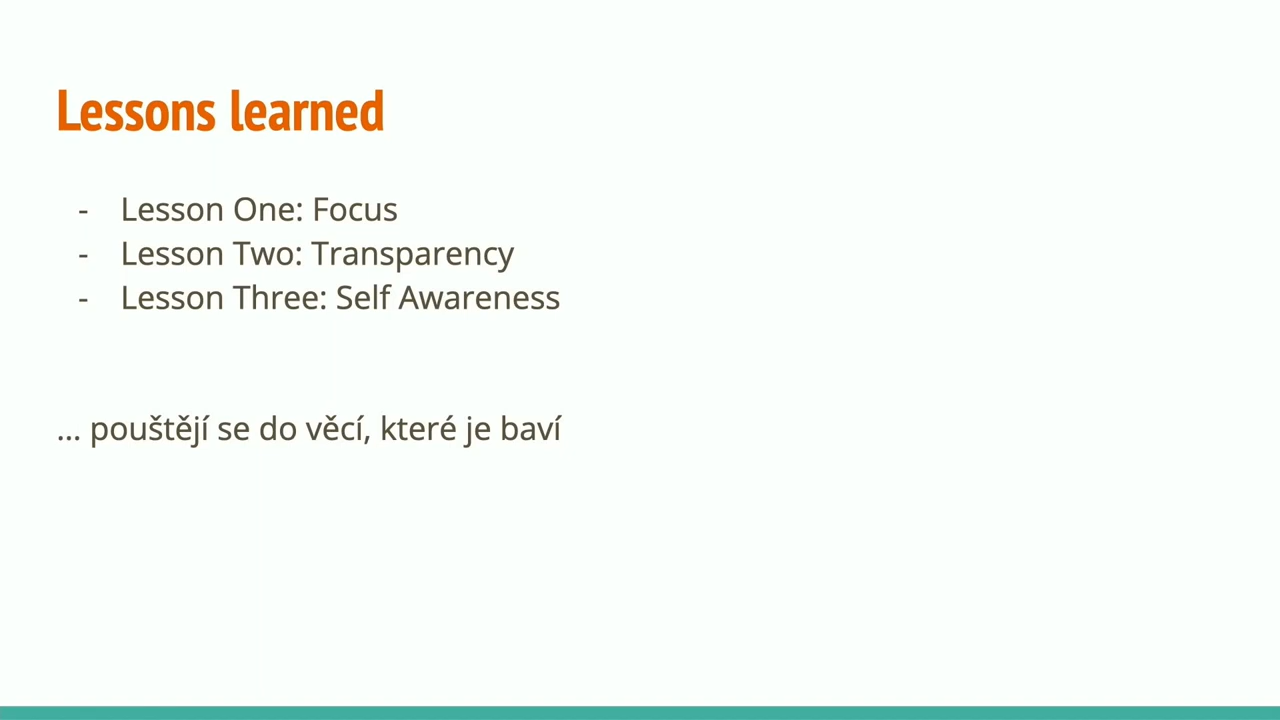 Lessons learned
- Lesson One: Focus
- Lesson Two: Transparency
- Lesson Three: Self Awareness
... pouštějí se do věcí, které je baví